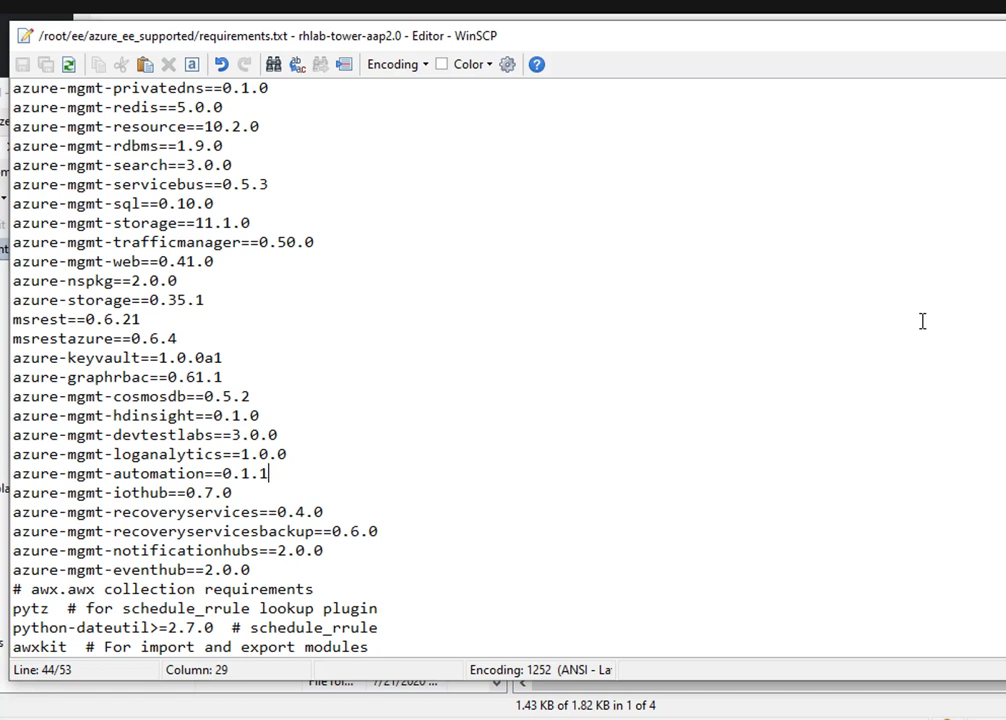 /root/ee/azure_ee_supported/requirements.txt - rhlab-tower-aap2.0 - Editor - WinSCP
Encoding Color
azure-mgmt-privatedns==0.1.0
azure-mgmt-redis==5.0.0
azure-mgmt-resource==10.2.0
azure-mgmt-rdbms==1.9.0
azure-mgmt-search==3.0.0
azure-mgmt-servicebus==0.5.3
azure-mgmt-sql==0.10.0
azure-mgmt-storage==11.1.0
azure-mgmt-trafficmanager==0.50.0
azure-mgmt-web==0.41.0
azure-nspkg==2.0.0
azure-storage==0.35.1
msrest==0.6.21
msrestazure==0.6.4
azure-keyvault==1.0.0a1
azure-graphrbac==0.61.1
azure-mgmt-cosmosdb==0.5.2
azure-mgmt-hdinsight==0.1.0
azure-mgmt-devtestlabs==3.0.0
azure-mgmt-loganalytics==1.0.0
azure-mgmt-automation==0.1.1
azure-mgmt-iothub==0.7.0
azure-mgmt-recoveryservices==0.4.0
azure-mgmt-recoveryservicesbackup==0.6.0
azure-mgmt-notificationhubs==2.0.0
azure-mgmt-eventhub==2.0.0
# awx.awx collection requirements
pytz  # for schedule_rrule lookup plugin
python-dateutil>=2.7.0  # schedule_rrule
awxkit  # For import and export modules
Line: 44/53 Column: 29 Encoding: 1252 (ANSI - La
1.43 KB of 1.82 KB in 1 of 4